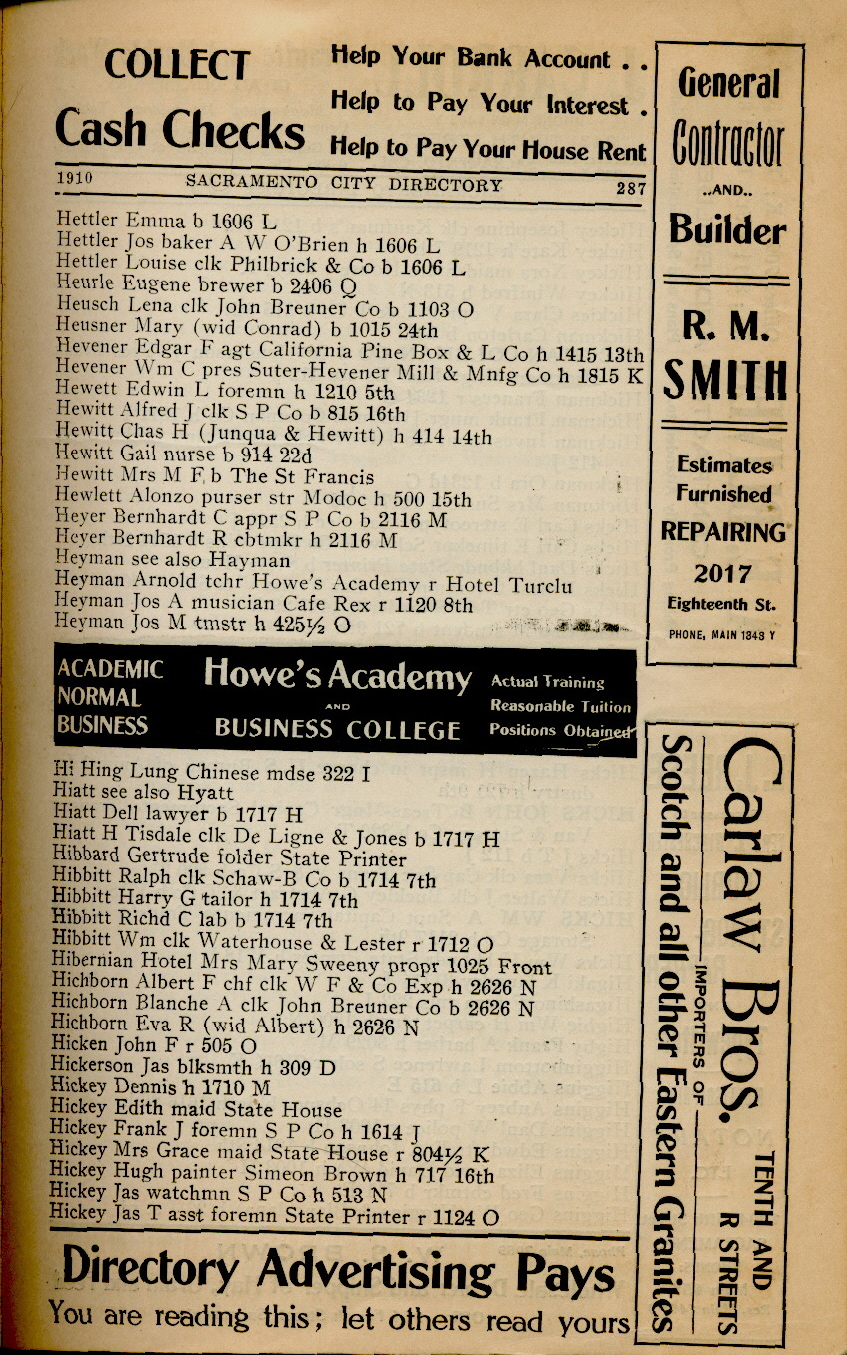 COLLECT
Cash Checks
Help Your Bank Account . .
Help to Pay Your Interest .
Help to Pay Your House Rent
1910 SACRAMENTO CITY DIRECTORY 287
Hettler Emma b 1606 L
Hettler Jos baker A W O'Brien h 1606 L
Hettler Louise clk Philbrick & Co b 1606 L
Heurle Eugene brewer b 2406 Q
Heusch Lena clk John Breuner Co b 1103 O
Heusner Mary (wid Conrad) b 1015 24th
Hevener Edgar F agt California Pine Box & L Co h 1415 13th
Hevener Wm C pres Suter-Hevener Mill & Mnfg Co h 1815 K
Hewett Edwin L foremn h 1210 5th
Hewitt Alfred J clk S P Co b 815 16th
Hewitt Chas H (Junqua & Hewitt) h 414 14th
Hewitt Gail nurse b 914 22d
Hewitt Mrs M F b The St Francis
Hewlett Alonzo purser str Modoc h 500 15th
Heyer Bernhardt C appr S P Co b 2116 M
Heyer Bernhardt R cbtmkr h 2116 M
Heyman see also Hayman
Heyman Arnold tchr Howe's Academy r Hotel Turclu
Heyman Jos A musician Cafe Rex r 1120 8th
Heyman Jos M tmstr h 425½ O
ACADEMIC
NORMAL
BUSINESS
Howe's Academy
AND
BUSINESS COLLEGE
Actual Training
Reasonable Tuition
Positions Obtained
Hi Hing Lung Chinese mdse 322 I
Hiatt see also Hyatt
Hiatt Dell lawyer b 1717 H
Hiatt H Tisdale clk De Ligne & Jones b 1717 H
Hibbard Gertrude folder State Printer
Hibbitt Ralph clk Schaw-B Co b 1714 7th
Hibbitt Harry G tailor h 1714 7th
Hibbitt Richd C lab b 1714 7th
Hibbitt Wm clk Waterhouse & Lester r 1712 O
Hibernian Hotel Mrs Mary Sweeny propr 1025 Front
Hichborn Albert F chf clk W F & Co Exp h 2626 N
Hichborn Blanche A clk John Breuner Co b 2626 N
Hichborn Eva R (wid Albert) h 2626 N
Hicken John F r 505 O
Hickerson Jas blksmth h 309 D
Hickey Dennis h 1710 M
Hickey Edith maid State House
Hickey Frank J foremn S P Co h 1614 J
Hickey Mrs Grace maid State House r 804½ K
Hickey Hugh painter Simeon Brown h 717 16th
Hickey Jas watchmn S P Co h 513 N
Hickey Jas T asst foremn State Printer r 1124 O
Directory Advertising Pays
You are reading this; let others read yours
General
Contractor
..AND..
Builder
R. M.
SMITH
Estimates
Furnished
REPAIRING
2017
Eighteenth St.
PHONE, MAIN 1343 Y
Carlaw Bros.
TENTH AND
R STREETS
IMPORTERS OF
Scotch and all other Eastern Granites